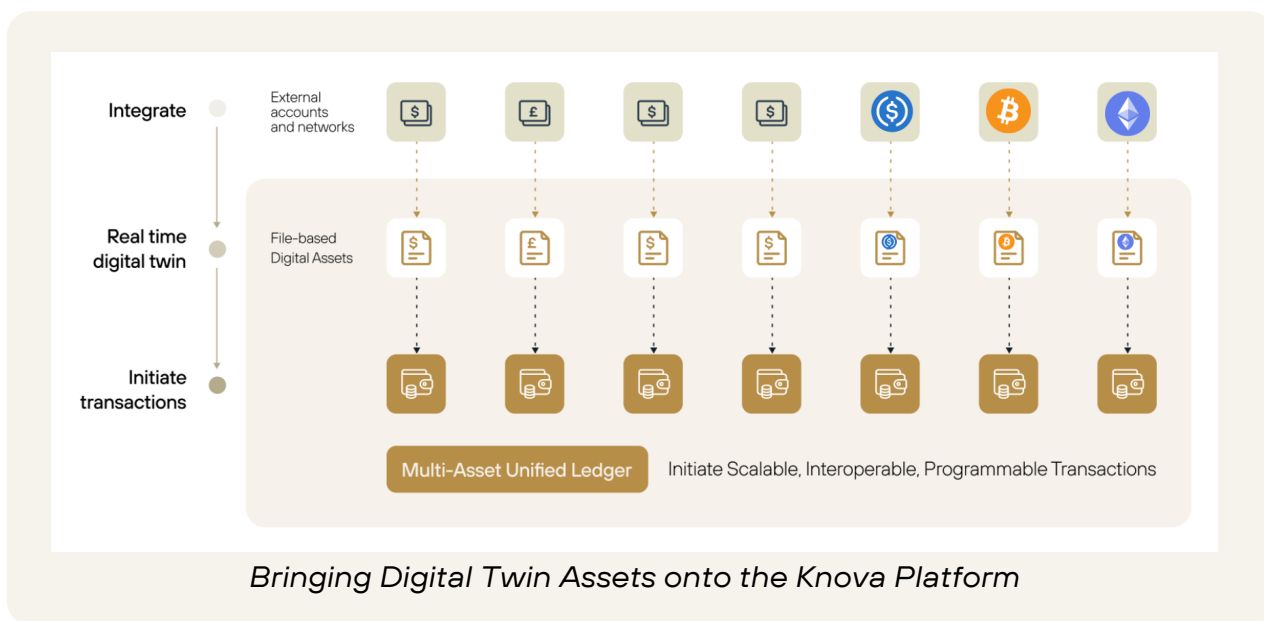 Integrate
External
accounts
and networks
$
£
$
$
$
₿
Real time
digital twin
File-based
Digital Assets
$
£
$
$
$
₿
Initiate
transactions
Multi-Asset Unified Ledger
Initiate Scalable, Interoperable, Programmable Transactions
Bringing Digital Twin Assets onto the Knova Platform